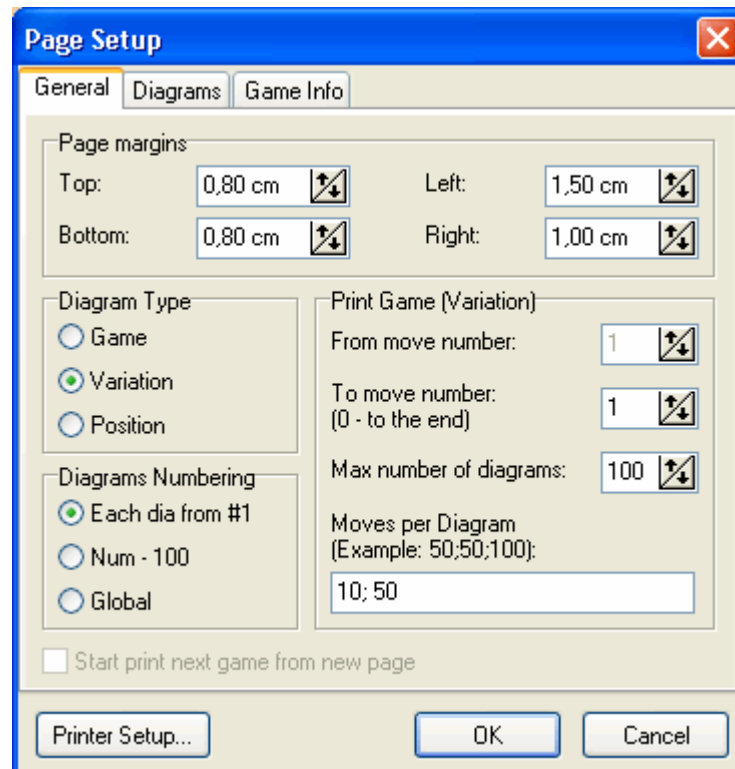 Page Setup
General Diagrams Game Info
Page margins
Top: 0,80 cm Left: 1,50 cm
Bottom: 0,80 cm Right: 1,00 cm
Diagram Type
Game
Variation
Position
Print Game (Variation)
From move number: 1
To move number:
(0 - to the end) 1
Max number of diagrams: 100
Moves per Diagram
(Example: 50;50;100):
10; 50
Diagrams Numbering
Each dia from #1
Num - 100
Global
Start print next game from new page
Printer Setup... OK Cancel